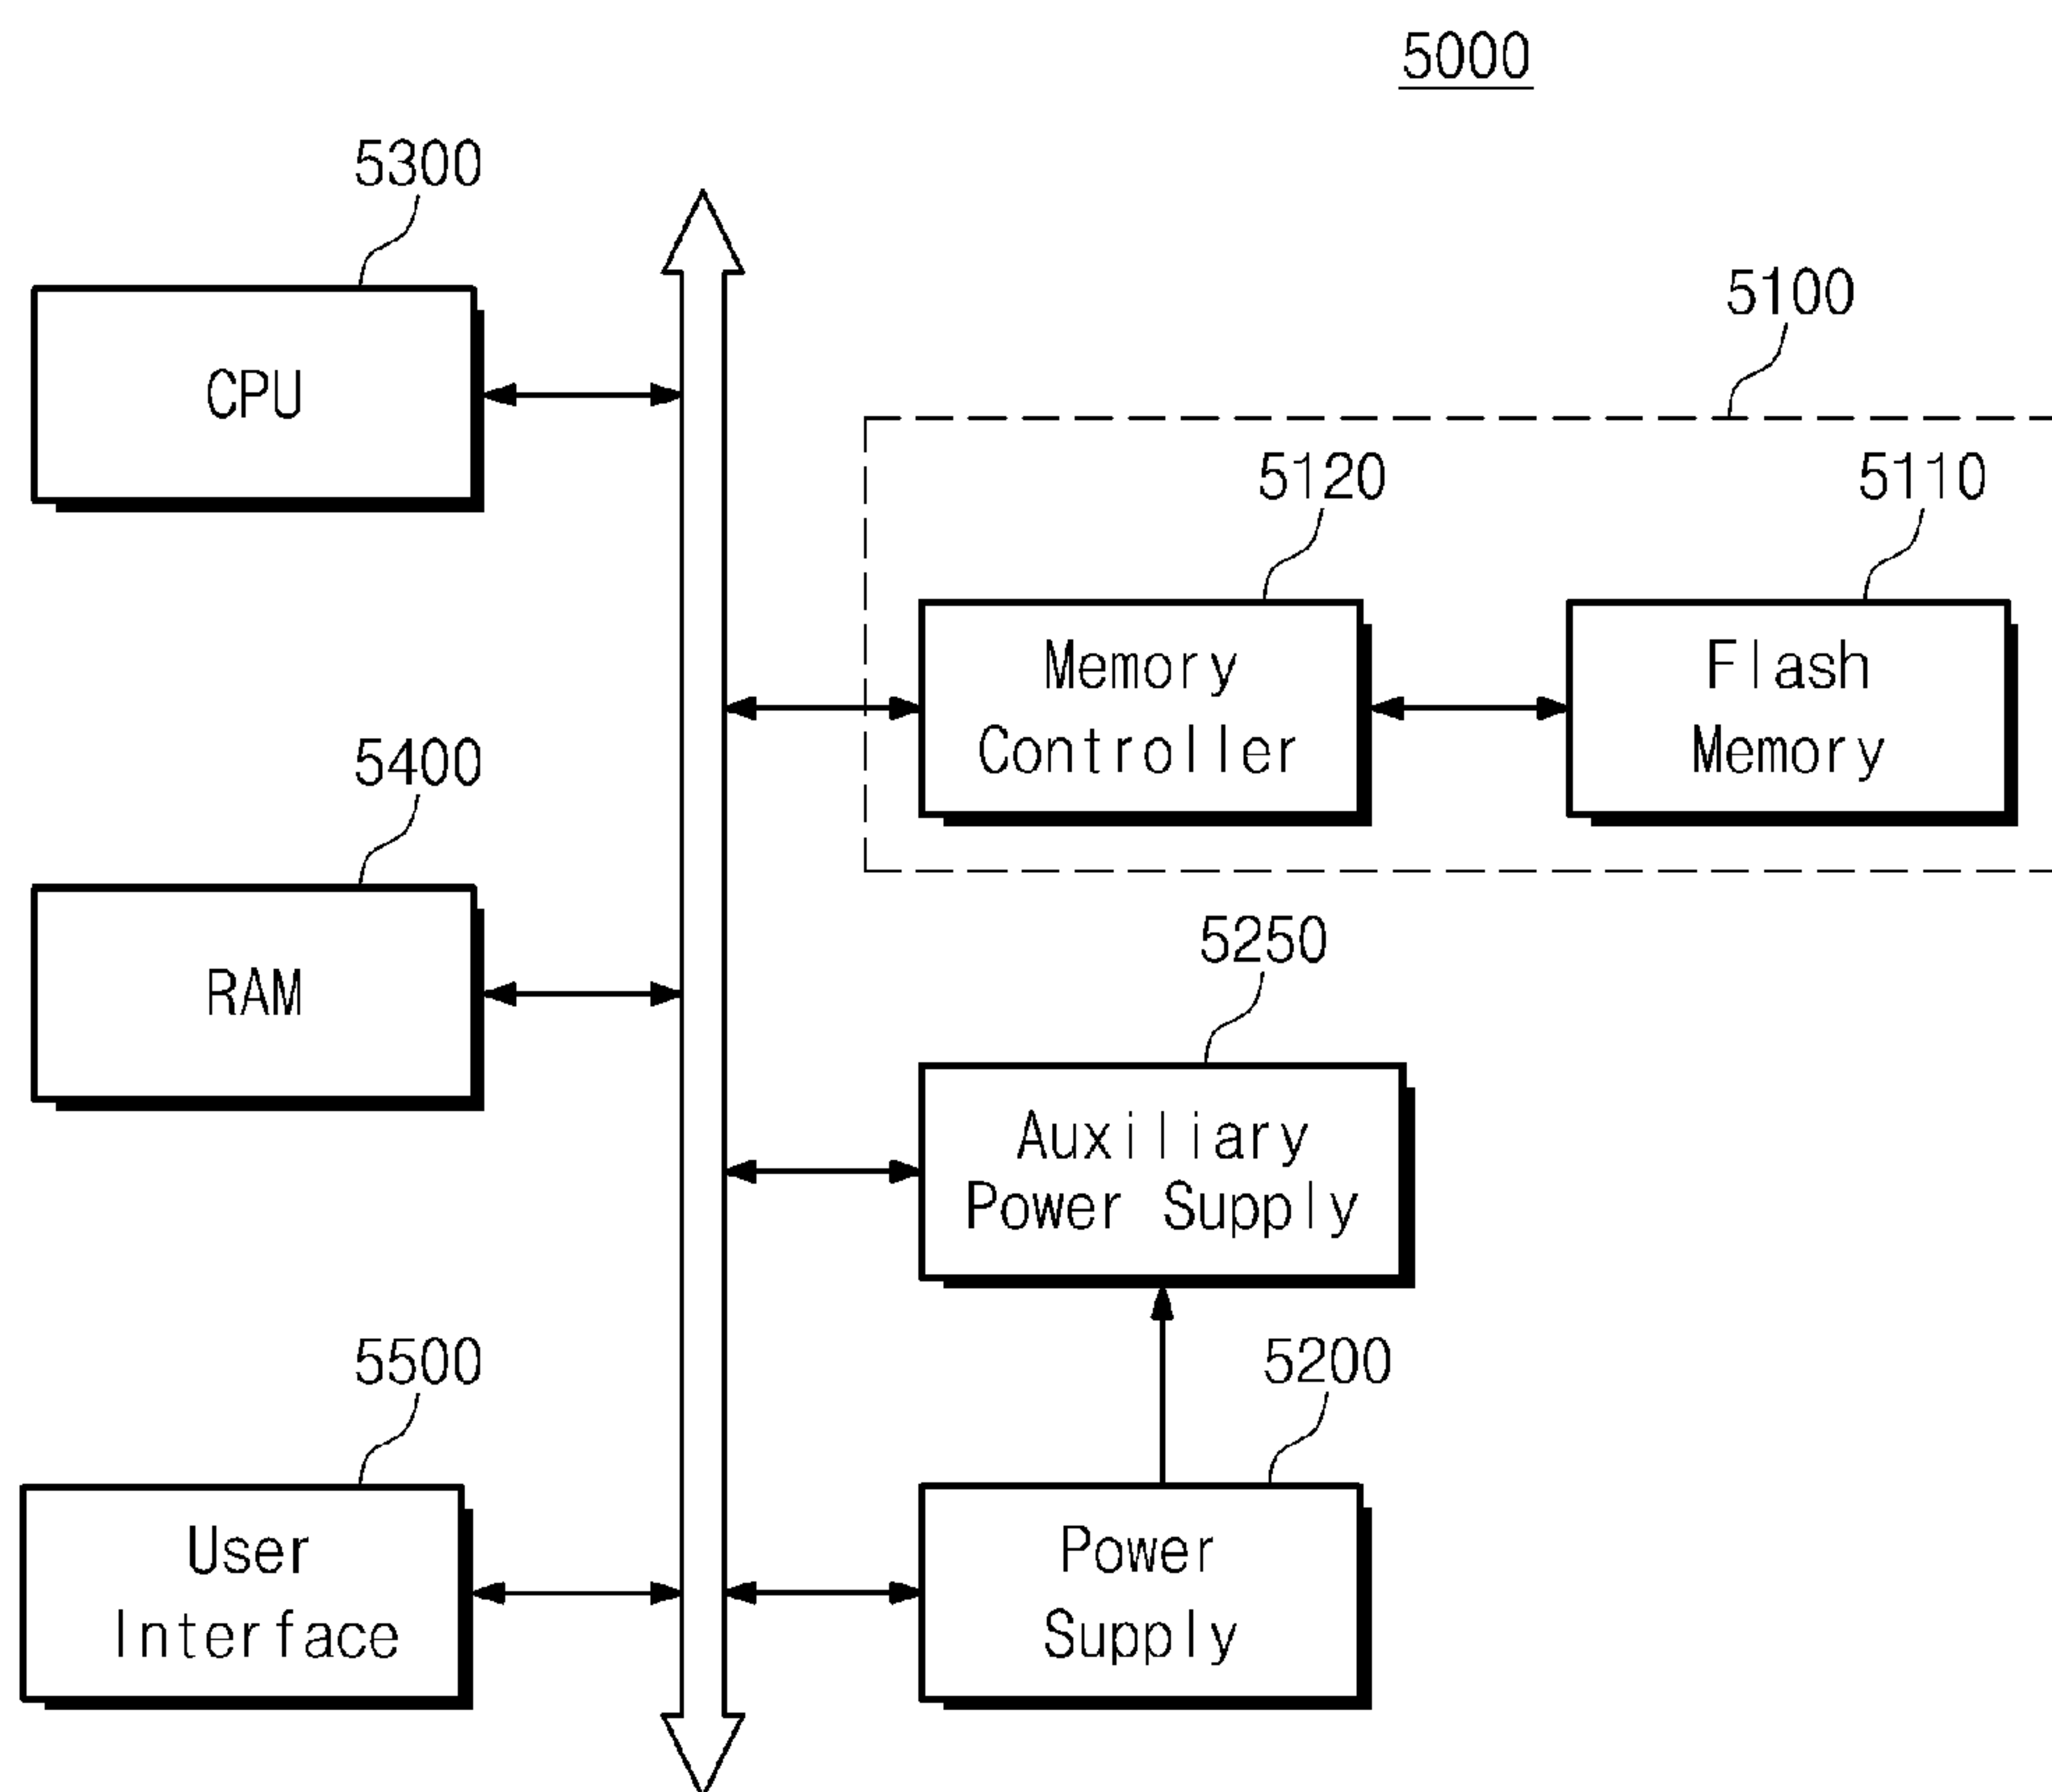 5000
5300
CPU
5100
5120
Memory
Controller
5110
Flash
Memory
5400
RAM
5250
Auxiliary
Power Supply
5500
User
Interface
5200
Power
Supply